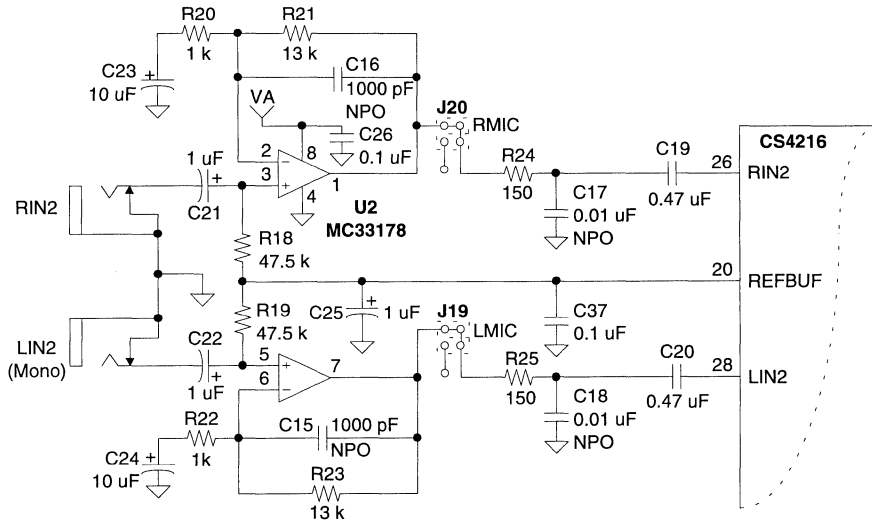 R20
1 k
R21
13 k
C23
+
10 uF
C16
1000 pF
NPO
VA
C26
0.1 uF
J20
RMIC
2
-
8
3
+
1
4
U2
MC33178
1 uF
+
C21
RIN2
R18
47.5 k
R24
150
C17
0.01 uF
NPO
C19
0.47 uF
26
CS4216
RIN2
20
REFBUF
R19
47.5 k
C25
+
1 uF
J19
LMIC
C37
0.1 uF
LIN2
(Mono)
C22
+
1 uF
5
+
6
-
7
R25
150
C18
0.01 uF
NPO
C20
0.47 uF
28
LIN2
R22
1k
C24
+
10 uF
C15
1000 pF
NPO
R23
13 k